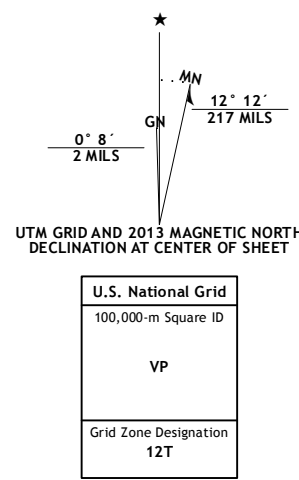 ★
MN
GN
12° 12´
217 MILS
0° 8´
2 MILS
UTM GRID AND 2013 MAGNETIC NORTH
DECLINATION AT CENTER OF SHEET
U.S. National Grid
100,000-m Square ID
VP
Grid Zone Designation
12T